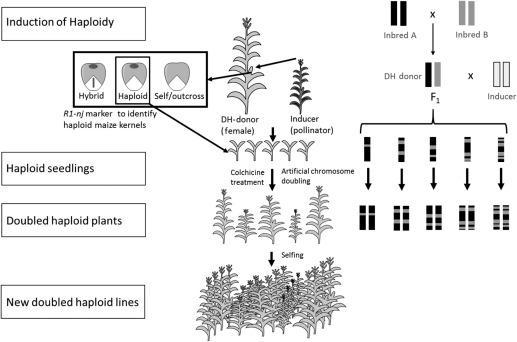 Induction of Haploidy
Hybrid
Haploid
Self/outcross
R1-nj marker to identify
haploid maize kernels
DH-donor
(female)
Inducer
(pollinator)
Haploid seedlings
Colchicine
treatment
Artificial chromosome
doubling
Doubled haploid plants
Selfing
New doubled haploid lines
x
Inbred A
Inbred B
DH donor
x
F1
Inducer